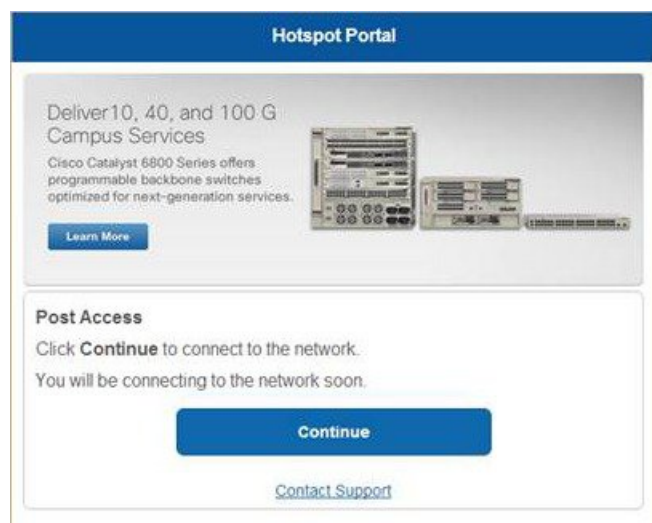 Hotspot Portal
Deliver10, 40, and 100 G
Campus Services
Cisco Catalyst 6800 Series offers
programmable backbone switches
optimized for next-generation services.
Learn More
Post Access
Click Continue to connect to the network.
You will be connecting to the network soon.
Continue
Contact Support